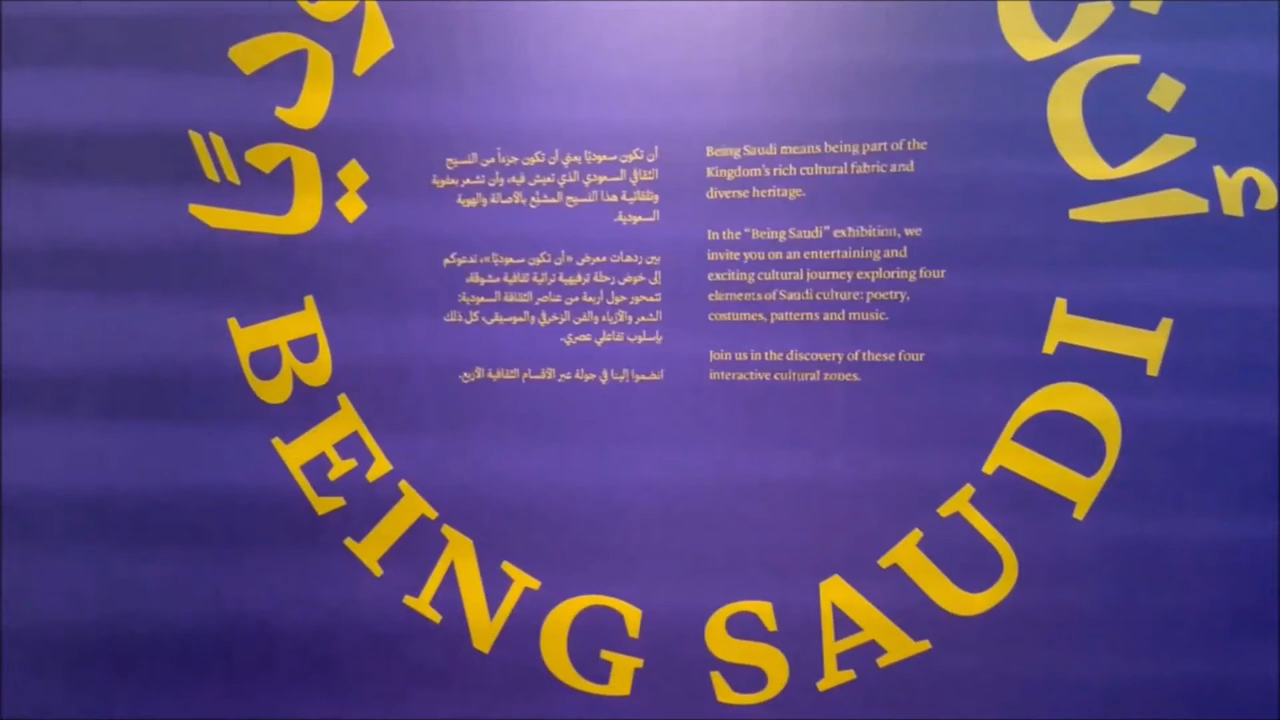 أن
وديًا
أن تكون سعوديًا يعني أن تكون جزءاً من النسيج
الثقافي السعودي الذي تعيش فيه، وأن تشعر بعفوية
وتلقائية هذا النسيج المشبّع بالأصالة والهوية
السعودية.
بين ردهات معرض «أن تكون سعوديًا»، ندعوكم
إلى خوض رحلة ترفيهية تراثية ثقافية مشوقة،
تتمحور حول أربعة من عناصر الثقافة السعودية:
الشعر والأزياء والفن الزخرفي والموسيقى، كل ذلك
بإسلوب تفاعلي عصري.
انضموا إلينا في جولة عبر الأقسام الثقافية الأربع.
Being Saudi means being part of the
Kingdom's rich cultural fabric and
diverse heritage.
In the “Being Saudi” exhibition, we
invite you on an entertaining and
exciting cultural journey exploring four
elements of Saudi culture: poetry,
costumes, patterns and music.
Join us in the discovery of these four
interactive cultural zones.
BEING SAUDI